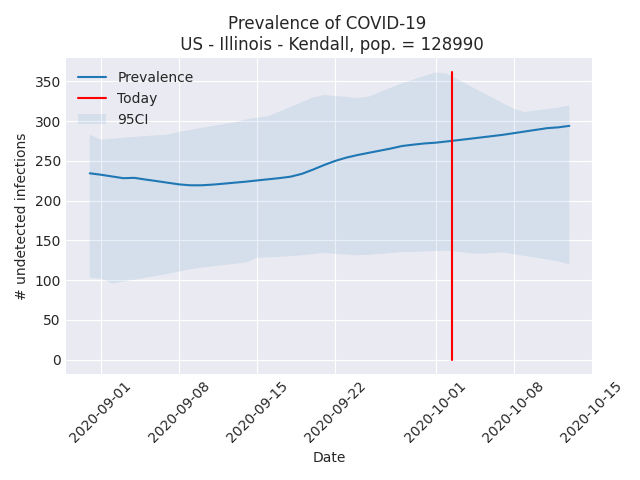 Prevalence of COVID-19
US - Illinois - Kendall, pop. = 128990
Prevalence
Today
95CI
350
300
250
200
150
100
50
0
# undetected infections
2020-09-01
2020-09-08
2020-09-15
2020-09-22
2020-10-01
2020-10-08
2020-10-15
Date